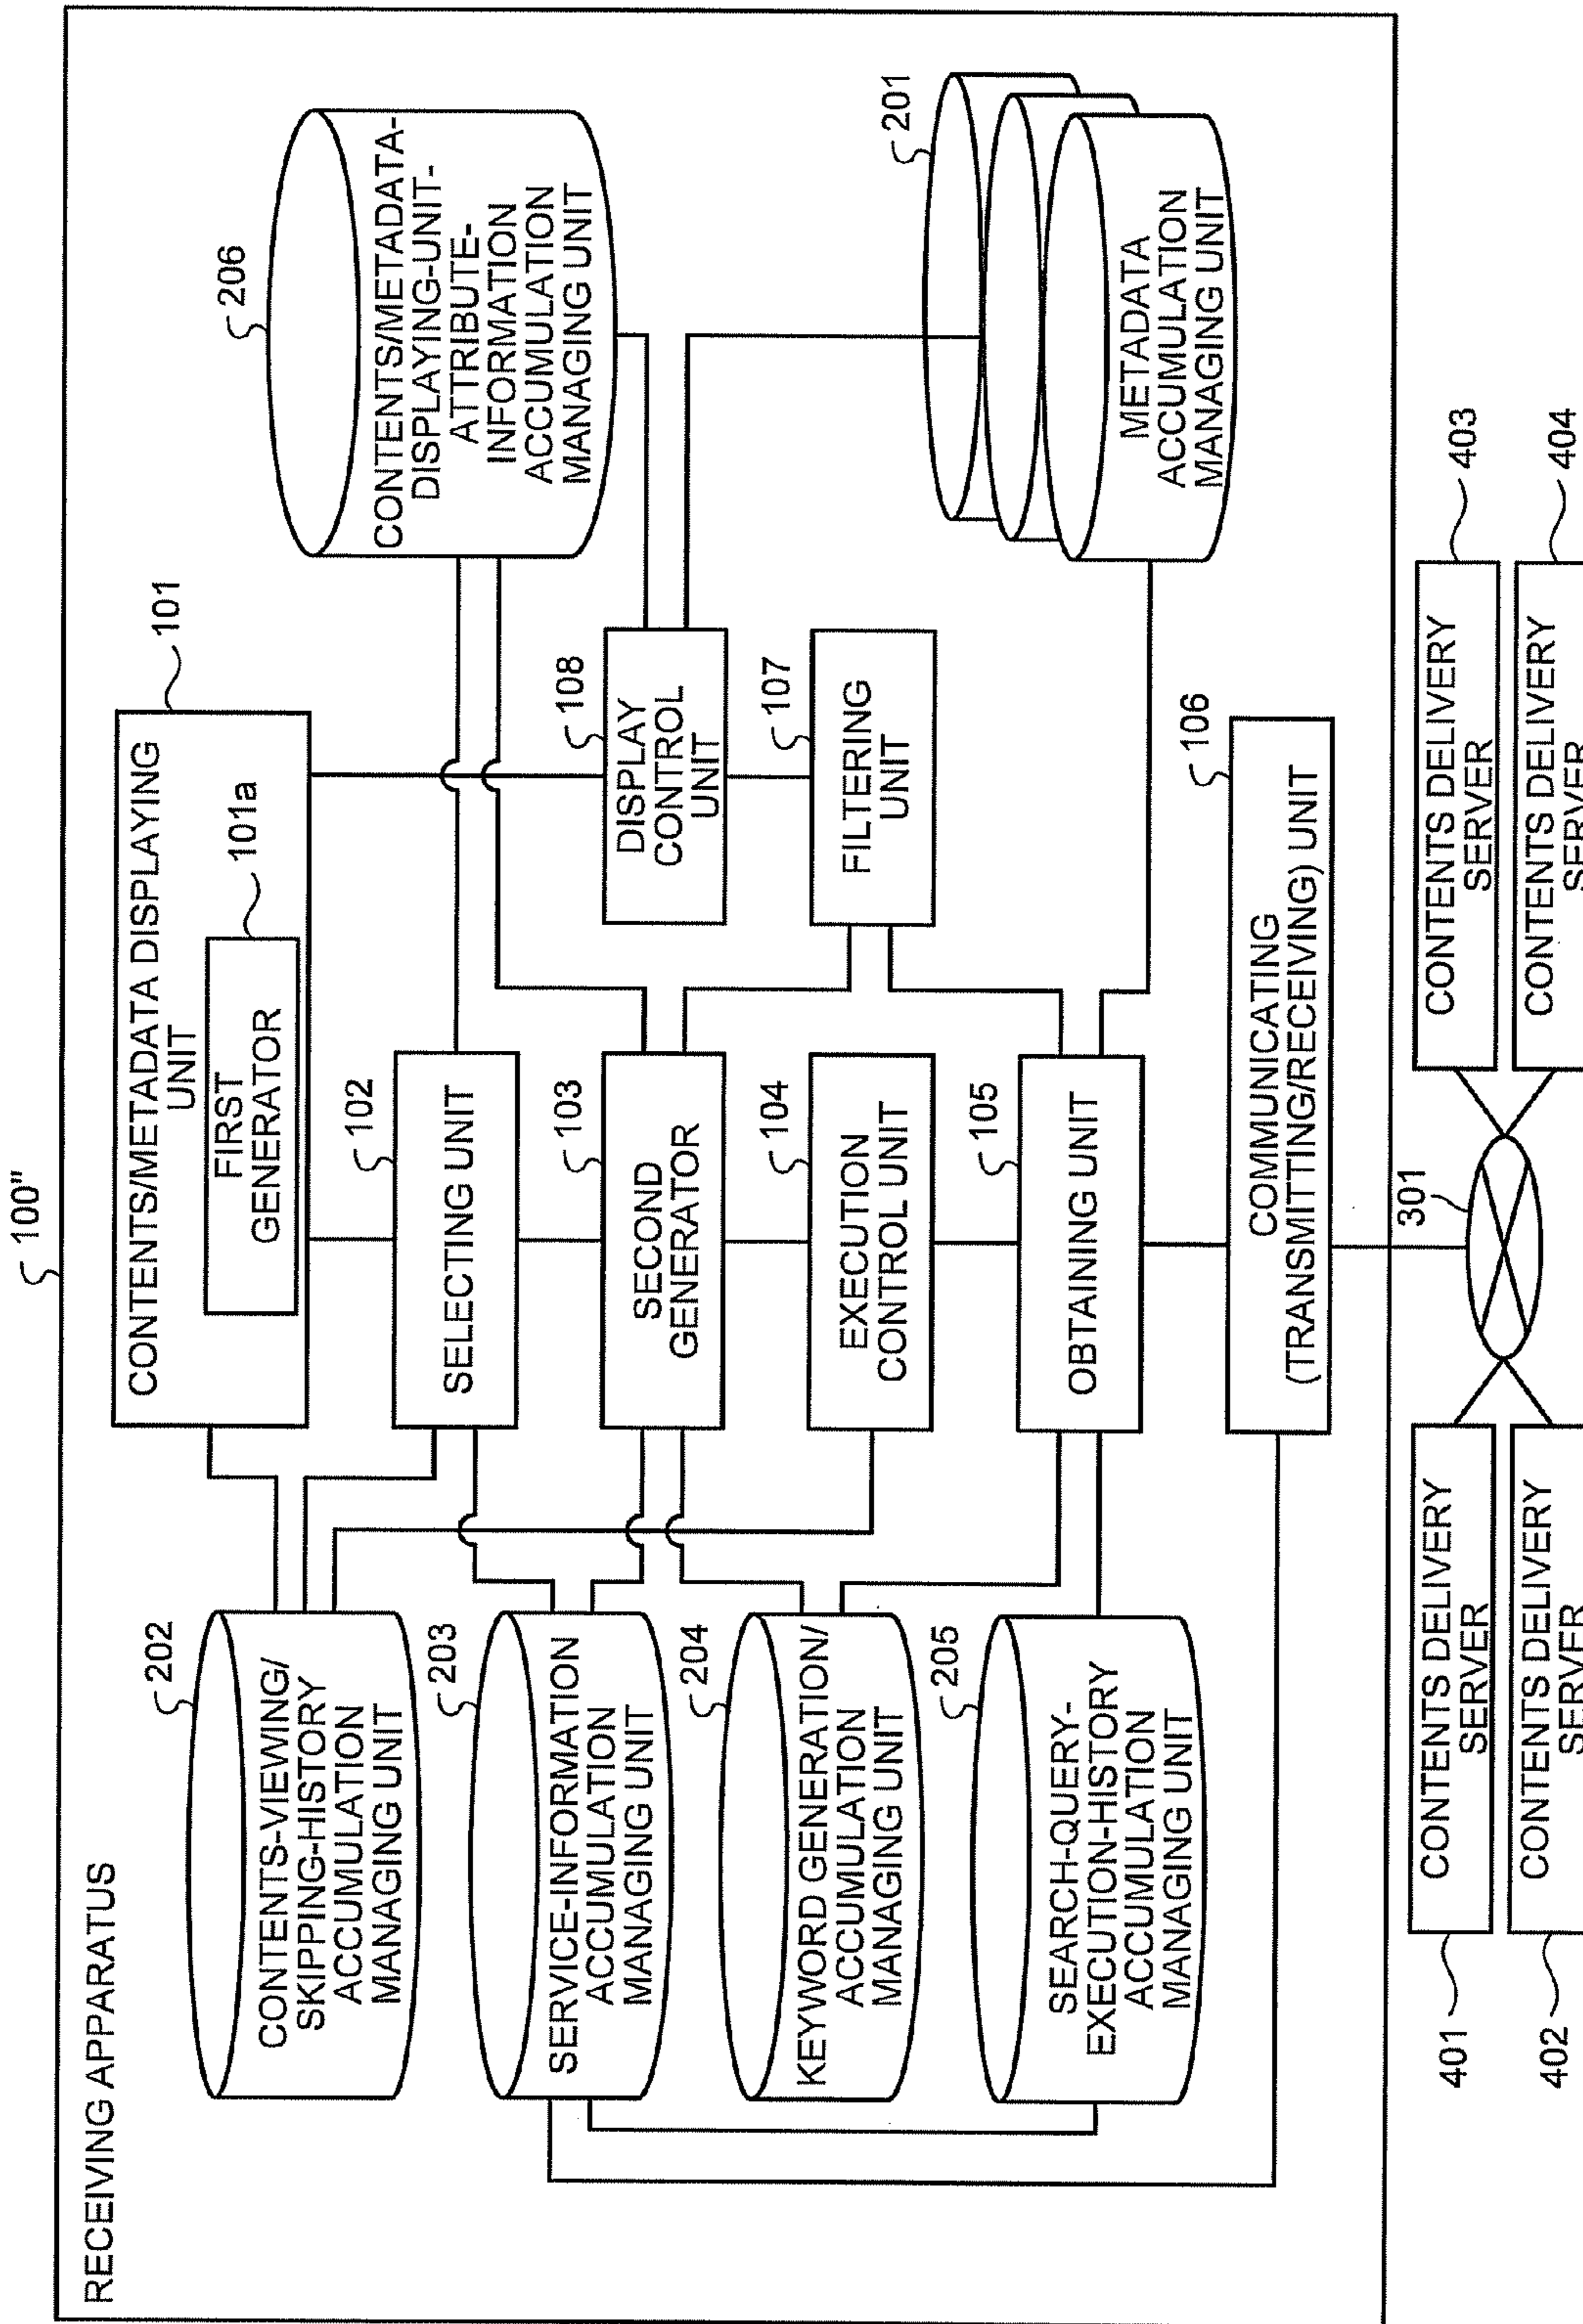 100"
RECEIVING APPARATUS
CONTENTS/METADATA DISPLAYING
UNIT
101
FIRST
GENERATOR
101a
202
CONTENTS-VIEWING/
SKIPPING-HISTORY
ACCUMULATION
MANAGING UNIT
203
SERVICE-INFORMATION
ACCUMULATION
MANAGING UNIT
204
KEYWORD GENERATION/
ACCUMULATION
MANAGING UNIT
205
SEARCH-QUERY-
EXECUTION-HISTORY
ACCUMULATION
MANAGING UNIT
102
SELECTING UNIT
103
SECOND
GENERATOR
104
EXECUTION
CONTROL UNIT
105
OBTAINING UNIT
106
COMMUNICATING
(TRANSMITTING/RECEIVING) UNIT
108
DISPLAY
CONTROL
UNIT
107
FILTERING
UNIT
206
CONTENTS/METADATA-
DISPLAYING-UNIT-
ATTRIBUTE-
INFORMATION
ACCUMULATION
MANAGING UNIT
201
METADATA
ACCUMULATION
MANAGING UNIT
301
401
CONTENTS DELIVERY
SERVER
402
CONTENTS DELIVERY
SERVER
CONTENTS DELIVERY
SERVER
403
CONTENTS DELIVERY
SERVER
404